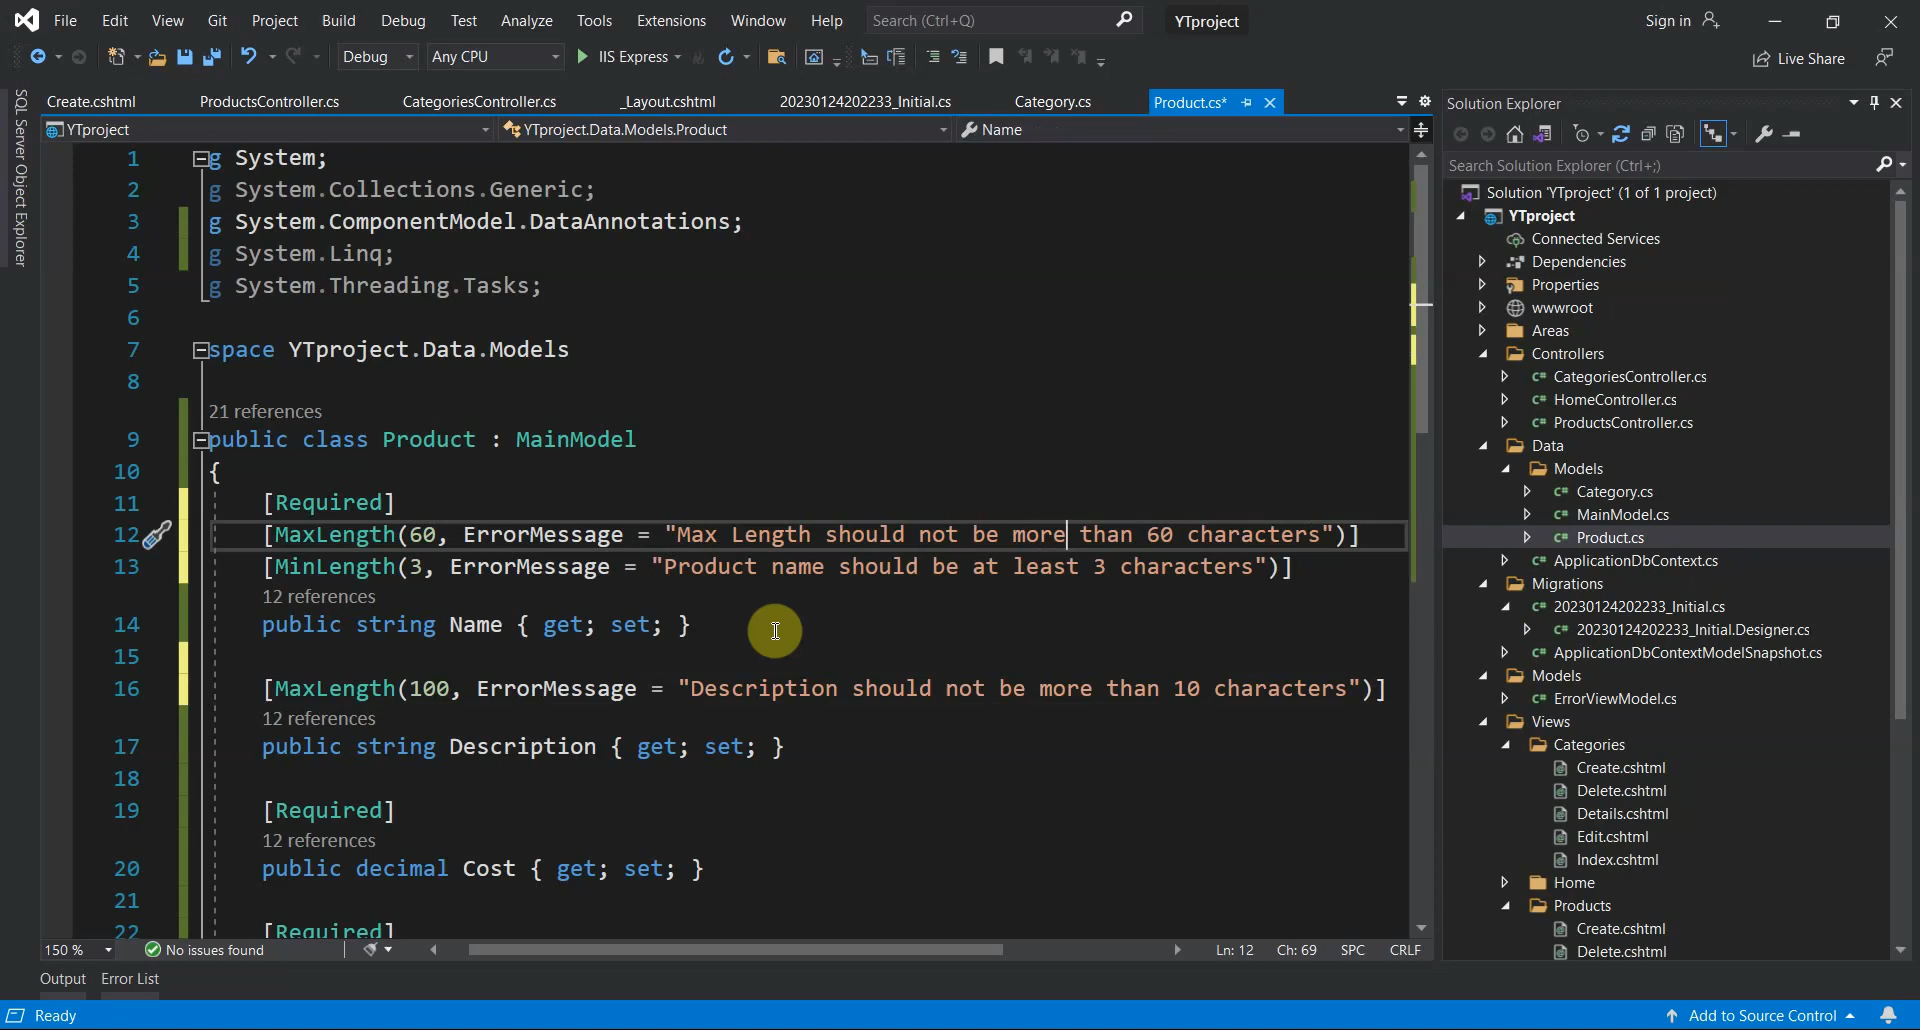 File Edit View Git Project Build Debug Test Analyze Tools Extensions Window Help Search (Ctrl+Q) YTproject Sign in
Debug Any CPU IIS Express Live Share
Create.cshtml ProductsController.cs CategoriesController.cs _Layout.cshtml 20230124202233_Initial.cs Category.cs Product.cs*
YTproject YTproject.Data.Models.Product Name
SQL Server Object Explorer
1 g System;
2 g System.Collections.Generic;
3 g System.ComponentModel.DataAnnotations;
4 g System.Linq;
5 g System.Threading.Tasks;
6
7 space YTproject.Data.Models
8
21 references
9 public class Product : MainModel
10 {
11 [Required]
12 [MaxLength(60, ErrorMessage = "Max Length should not be more than 60 characters")]
13 [MinLength(3, ErrorMessage = "Product name should be at least 3 characters")]
12 references
14 public string Name { get; set; }
15
16 [MaxLength(100, ErrorMessage = "Description should not be more than 10 characters")]
12 references
17 public string Description { get; set; }
18
19 [Required]
12 references
20 public decimal Cost { get; set; }
21
22 [Required]
150 % No issues found Ln: 12 Ch: 69 SPC CRLF
Output Error List
Solution Explorer
Search Solution Explorer (Ctrl+;)
Solution 'YTproject' (1 of 1 project)
YTproject
Connected Services
Dependencies
Properties
wwwroot
Areas
Controllers
C# CategoriesController.cs
C# HomeController.cs
C# ProductsController.cs
Data
Models
C# Category.cs
C# MainModel.cs
C# Product.cs
C# ApplicationDbContext.cs
Migrations
C# 20230124202233_Initial.cs
C# 20230124202233_Initial.Designer.cs
C# ApplicationDbContextModelSnapshot.cs
Models
C# ErrorViewModel.cs
Views
Categories
Create.cshtml
Delete.cshtml
Details.cshtml
Edit.cshtml
Index.cshtml
Home
Products
Create.cshtml
Delete.cshtml
Ready Add to Source Control